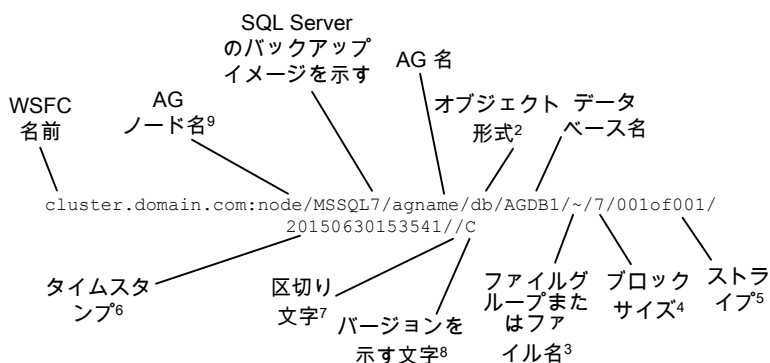 SQL Server
のバックアップ
イメージを示す
AG 名
WSFC
名前
AG
ノード名9
オブジェクト
形式2
データ
ベース名
cluster.domain.com:node/MSSQL7/agname/db/AGDB1/~/7/001of001/
20150630153541//C
タイムスタ
ンプ6
区切り
文字7
バージョンを
示す文字8
ファイルグ
ループまた
はファ
イル名3
ブロック
サイズ4
ストラ
イプ5